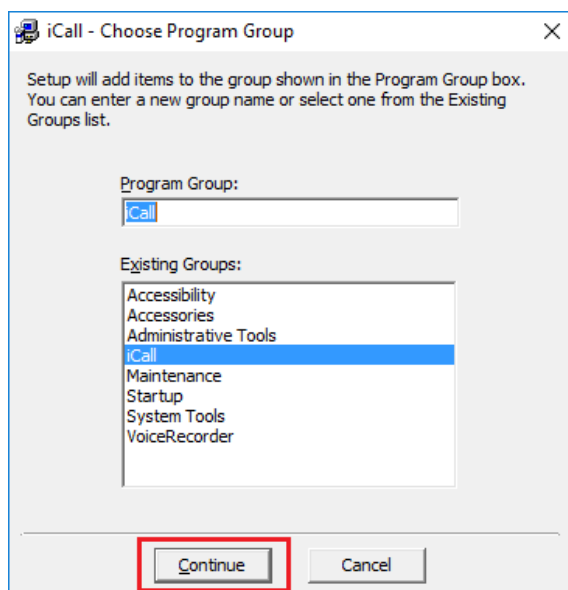 iCall - Choose Program Group
Setup will add items to the group shown in the Program Group box.
You can enter a new group name or select one from the Existing
Groups list.
Program Group:
iCall
Existing Groups:
Accessibility
Accessories
Administrative Tools
iCall
Maintenance
Startup
System Tools
VoiceRecorder
Continue
Cancel